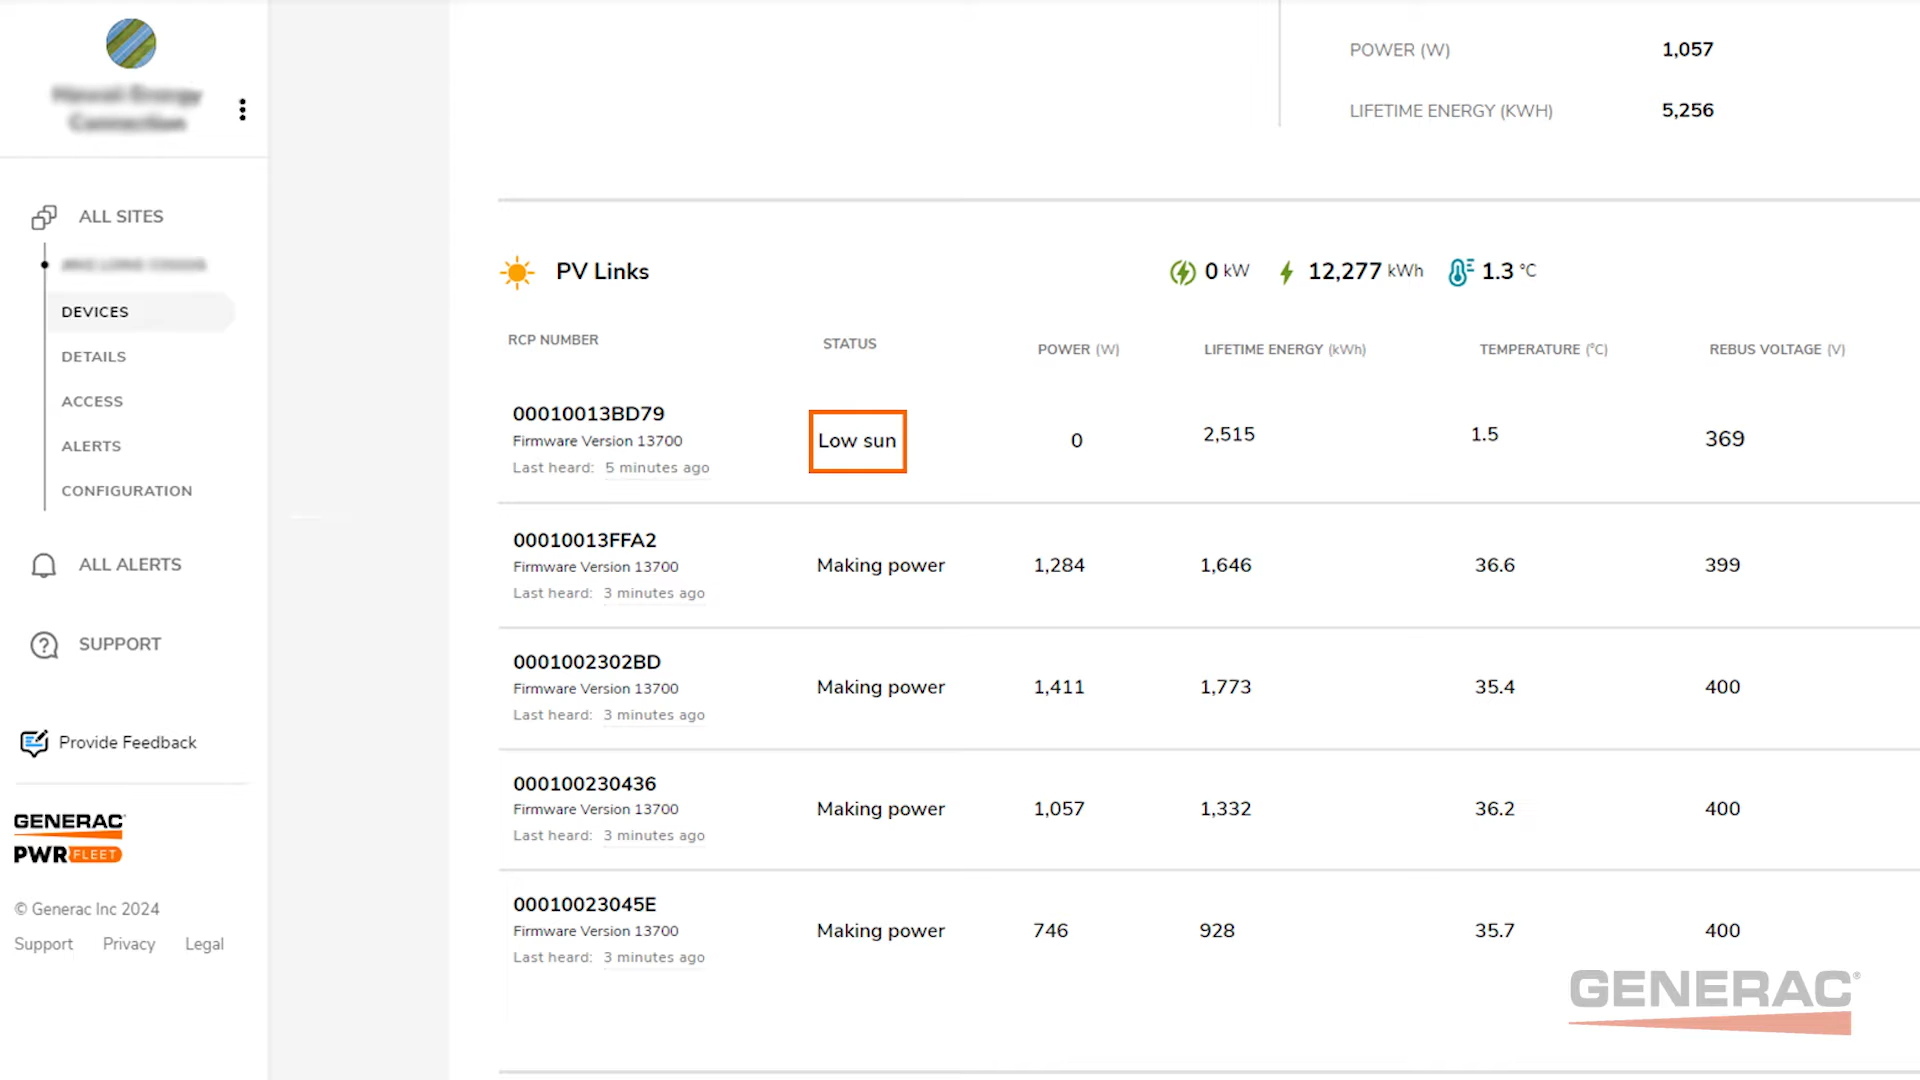 POWER (W) 1,057
LIFETIME ENERGY (KWH) 5,256
ALL SITES
DEVICES
DETAILS
ACCESS
ALERTS
CONFIGURATION
ALL ALERTS
SUPPORT
Provide Feedback
GENERAC
PWR FLEET
© Generac Inc 2024
Support Privacy Legal
PV Links 0 kW 12,277 kWh 1.3 °C
RCP NUMBER STATUS POWER (W) LIFETIME ENERGY (kWh) TEMPERATURE (°C) REBUS VOLTAGE (V)
00010013BD79
Firmware Version 13700
Last heard: 5 minutes ago
Low sun 0 2,515 1.5 369
00010013FFA2
Firmware Version 13700
Last heard: 3 minutes ago
Making power 1,284 1,646 36.6 399
0001002302BD
Firmware Version 13700
Last heard: 3 minutes ago
Making power 1,411 1,773 35.4 400
000100230436
Firmware Version 13700
Last heard: 3 minutes ago
Making power 1,057 1,332 36.2 400
00010023045E
Firmware Version 13700
Last heard: 3 minutes ago
Making power 746 928 35.7 400
GENERAC®